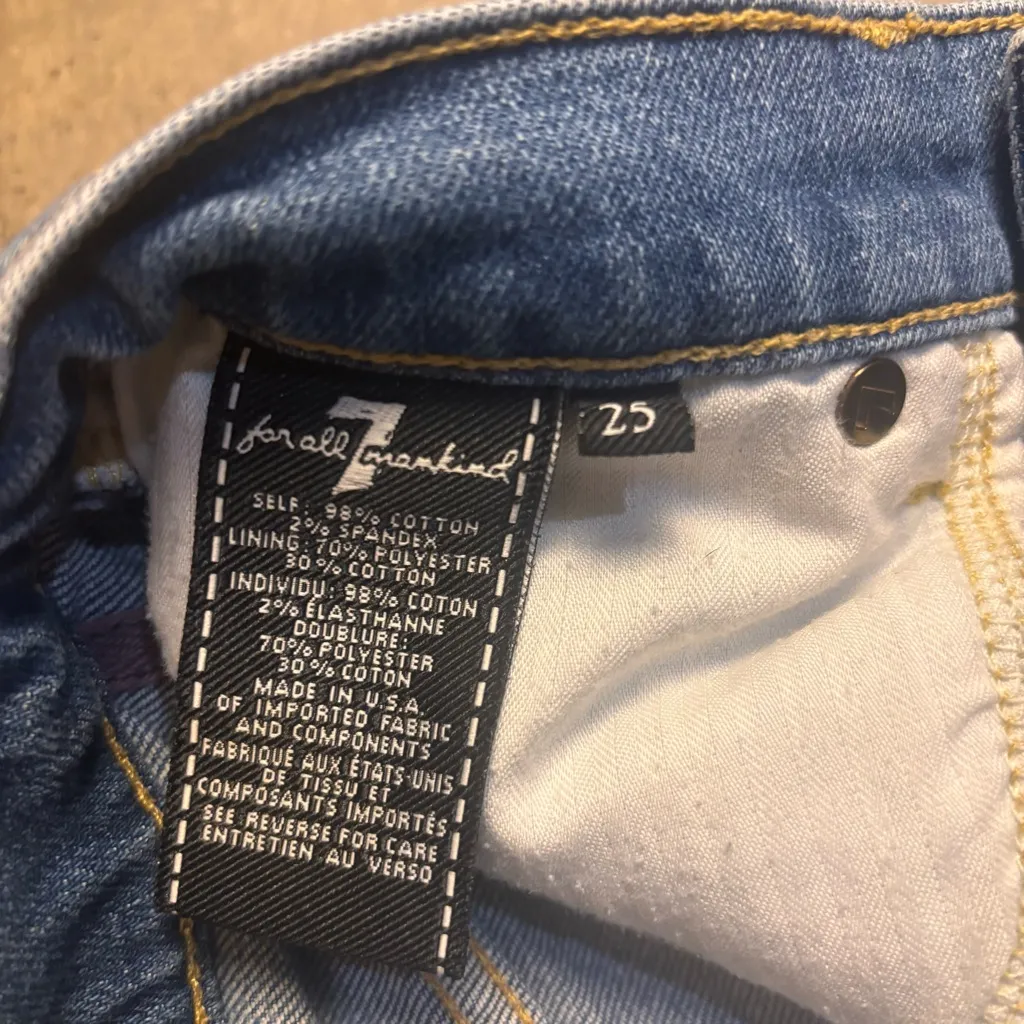 for all 7 mankind
25
SELF: 98% COTTON
2% SPANDEX
LINING: 70% POLYESTER
30% COTTON
INDIVIDU: 98% COTON
2% ÉLASTHANNE
DOUBLURE:
70% POLYESTER
30% COTON
MADE IN U.S.A.
OF IMPORTED FABRIC
AND COMPONENTS
FABRIQUÉ AUX ÉTATS-UNIS
DE TISSU ET
COMPOSANTS IMPORTÉS
SEE REVERSE FOR CARE
ENTRETIEN AU VERSO